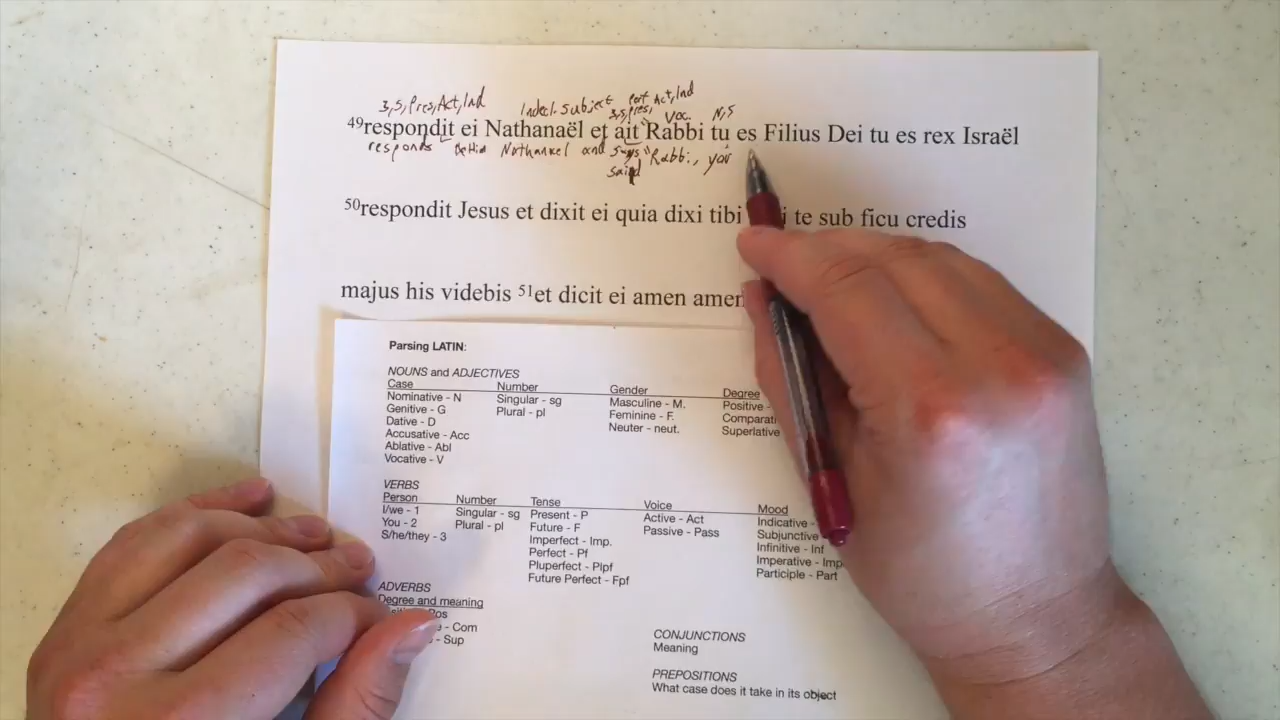 3,S,Pres,Act,Ind Indecl. Subject Perf Act,Ind
3,S,Pres, Voc. N,S
49respondit ei Nathanaël et ait Rabbi tu es Filius Dei tu es rex Israël
responds Nathanael and says "Rabbi, you
said
50respondit Jesus et dixit ei quia dixi tibi te sub ficu credis
majus his videbis 51et dicit ei amen amen
Parsing LATIN:
NOUNS and ADJECTIVES
Case Number Gender Degree
Nominative - N Singular - sg Masculine - M. Positive -
Genitive - G Plural - pl Feminine - F.
Dative - D Neuter - neut. Superlative
Accusative - Acc
Ablative - Abl
Vocative - V
VERBS
Person Number Tense Voice Mood
I/we - 1 Singular - sg Present - P Active - Act Indicative -
You - 2 Plural - pl Future - F Passive - Pass Subjunctive
S/he/they - 3 Imperfect - Imp. Infinitive - Inf
Perfect - Pf Imperative - Imp
Pluperfect - Plpf Participle - Part
Future Perfect - Fpf
ADVERBS
Degree and meaning
- Com
- Sup
CONJUNCTIONS
Meaning
PREPOSITIONS
What case does it take in its object